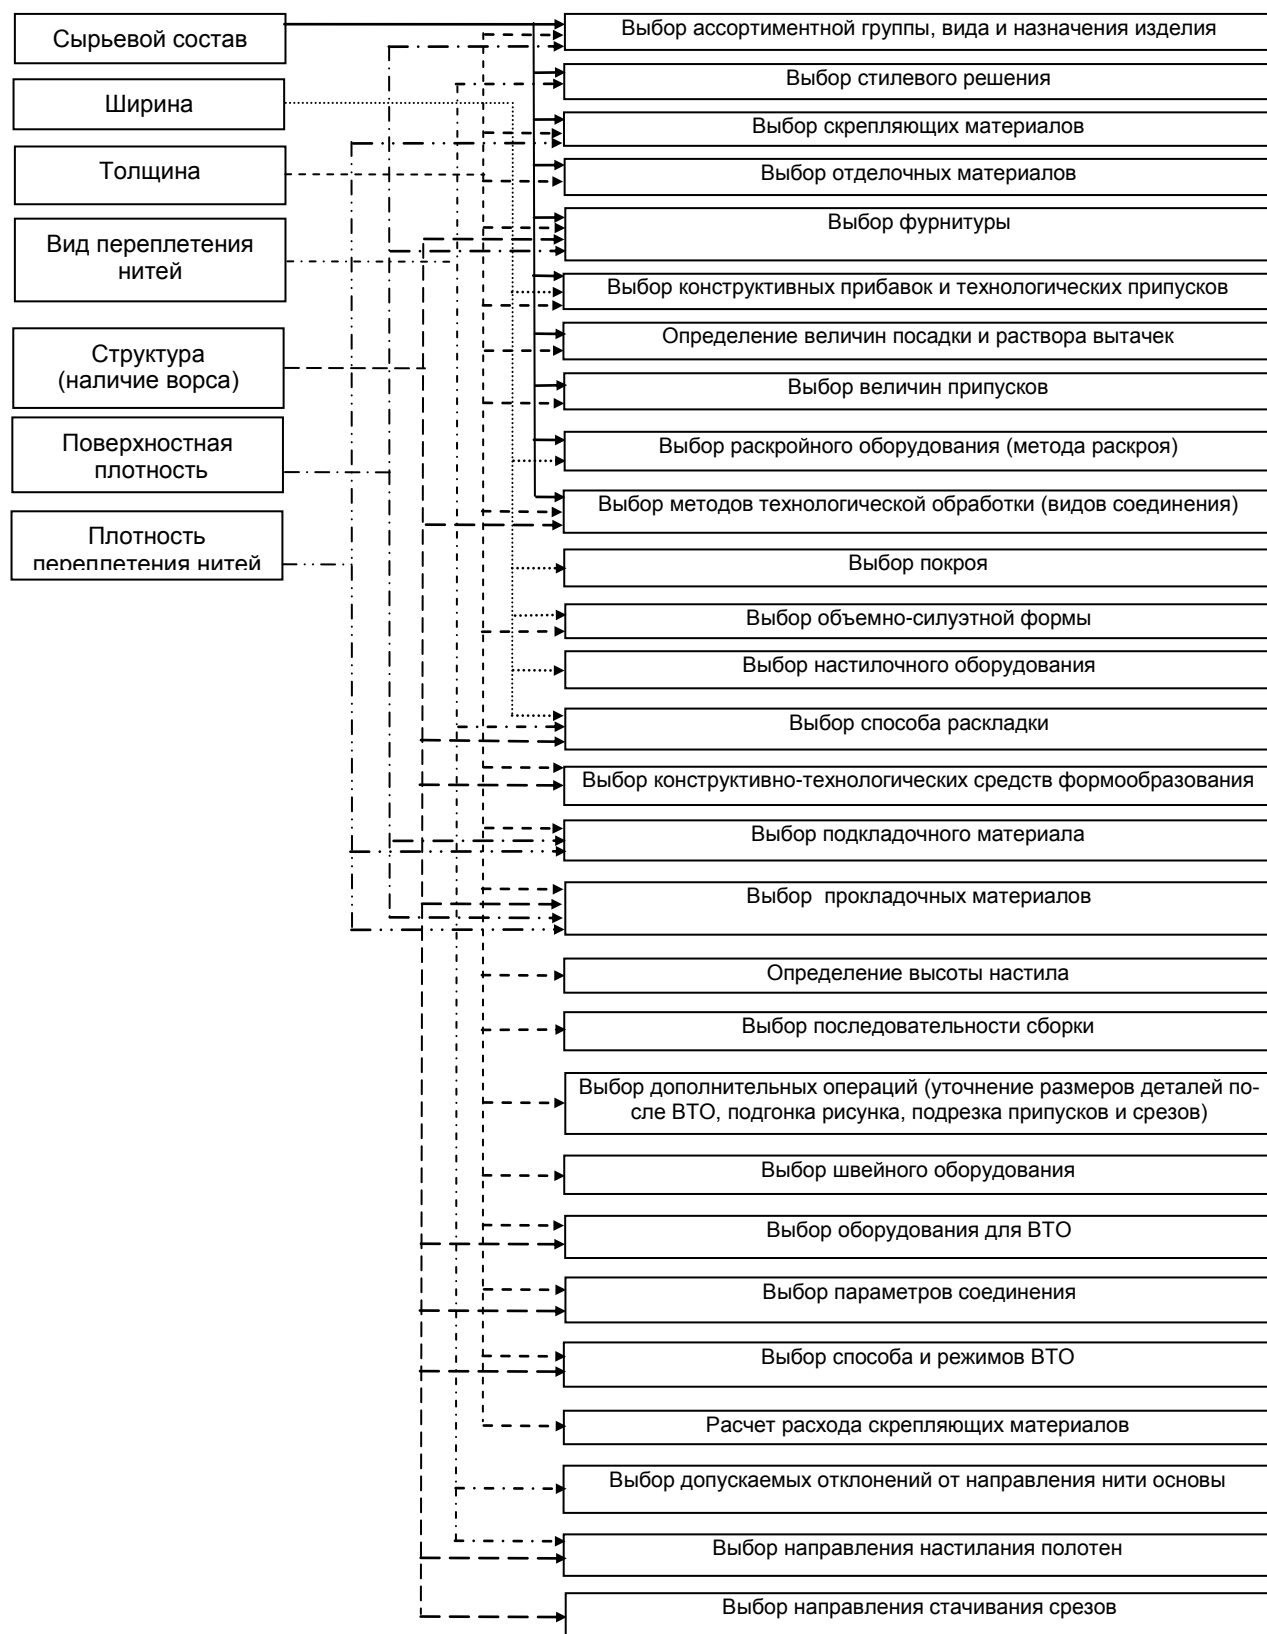 Сырьевой состав
Ширина
Толщина
Вид переплетения
нитей
Структура
(наличие ворса)
Поверхностная
плотность
Плотность
переплетения нитей
Выбор ассортиментной группы, вида и назначения изделия
Выбор стилевого решения
Выбор скрепляющих материалов
Выбор отделочных материалов
Выбор фурнитуры
Выбор конструктивных прибавок и технологических припусков
Определение величин посадки и раствора вытачек
Выбор величин припусков
Выбор раскройного оборудования (метода раскроя)
Выбор методов технологической обработки (видов соединения)
Выбор покроя
Выбор объемно-силуэтной формы
Выбор настилочного оборудования
Выбор способа раскладки
Выбор конструктивно-технологических средств формообразования
Выбор подкладочного материала
Выбор прокладочных материалов
Определение высоты настила
Выбор последовательности сборки
Выбор дополнительных операций (уточнение размеров деталей по-
сле ВТО, подгонка рисунка, подрезка припусков и срезов)
Выбор швейного оборудования
Выбор оборудования для ВТО
Выбор параметров соединения
Выбор способа и режимов ВТО
Расчет расхода скрепляющих материалов
Выбор допускаемых отклонений от направления нити основы
Выбор направления настилания полотен
Выбор направления стачивания срезов